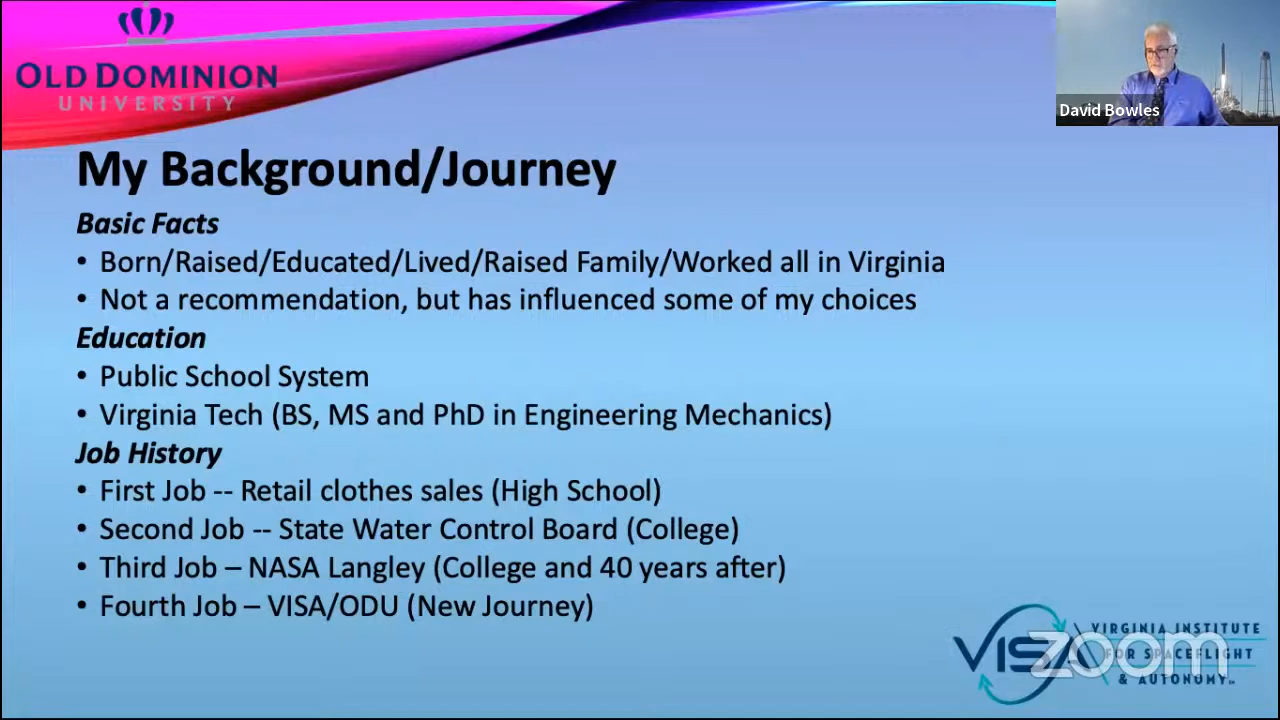 OLD DOMINION
UNIVERSITY
David Bowles
My Background/Journey
Basic Facts
• Born/Raised/Educated/Lived/Raised Family/Worked all in Virginia
• Not a recommendation, but has influenced some of my choices
Education
• Public School System
• Virginia Tech (BS, MS and PhD in Engineering Mechanics)
Job History
• First Job -- Retail clothes sales (High School)
• Second Job -- State Water Control Board (College)
• Third Job – NASA Langley (College and 40 years after)
• Fourth Job – VISA/ODU (New Journey)
VISA
VIRGINIA INSTITUTE
FOR SPACEFLIGHT
& AUTONOMY
zoom